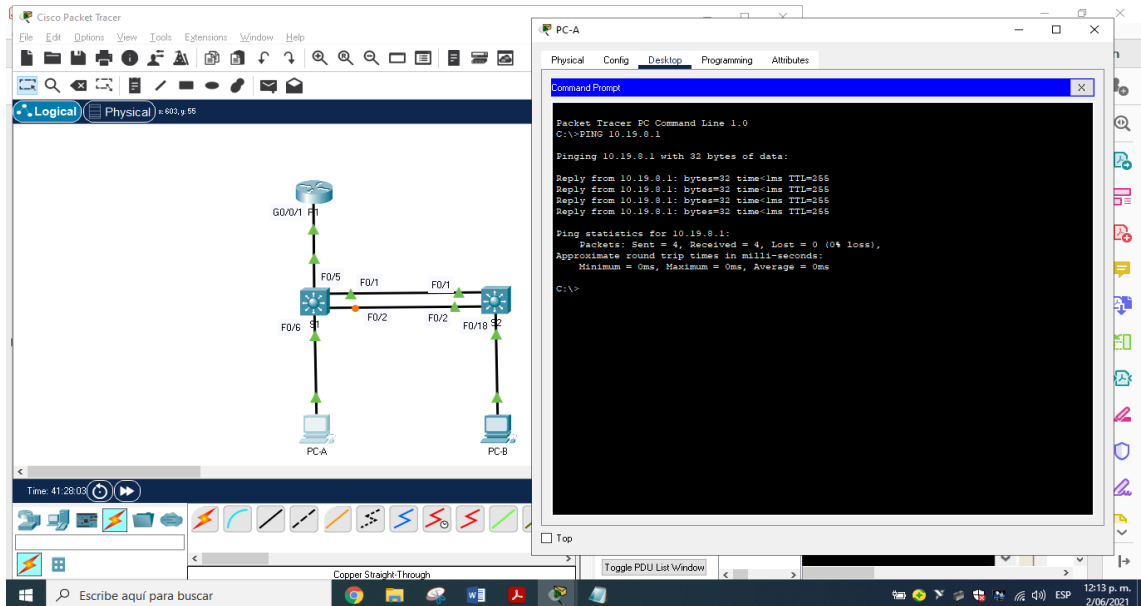 Cisco Packet Tracer
File Edit Options View Tools Extensions Window Help
Logical
Physical
x: 603, y: 55
G0/0/1 R1
F0/5
F0/1
F0/1
F0/2
F0/2
F0/6 S1
F0/18 S2
PC-A
PC-B
Time: 41:28:03
Copper Straight-Through
PC-A
Physical Config Desktop Programming Attributes
Command Prompt
X
Packet Tracer PC Command Line 1.0
C:\>PING 10.19.8.1
Pinging 10.19.8.1 with 32 bytes of data:
Reply from 10.19.8.1: bytes=32 time<1ms TTL=255
Reply from 10.19.8.1: bytes=32 time<1ms TTL=255
Reply from 10.19.8.1: bytes=32 time<1ms TTL=255
Reply from 10.19.8.1: bytes=32 time<1ms TTL=255
Ping statistics for 10.19.8.1:
Packets: Sent = 4, Received = 4, Lost = 0 (0% loss),
Approximate round trip times in milli-seconds:
Minimum = 0ms, Maximum = 0ms, Average = 0ms
C:\>
Top
Toggle PDU List Window
Escribe aquí para buscar
ESP
12:13 p. m.
2/06/2021